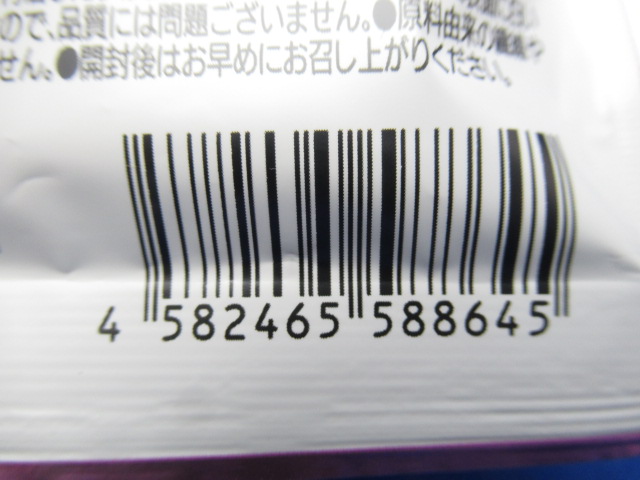 ので、品質には問題ございません。●原料由来の
せん。●開封後はお早めにお召し上がりください。
4 582465 588645